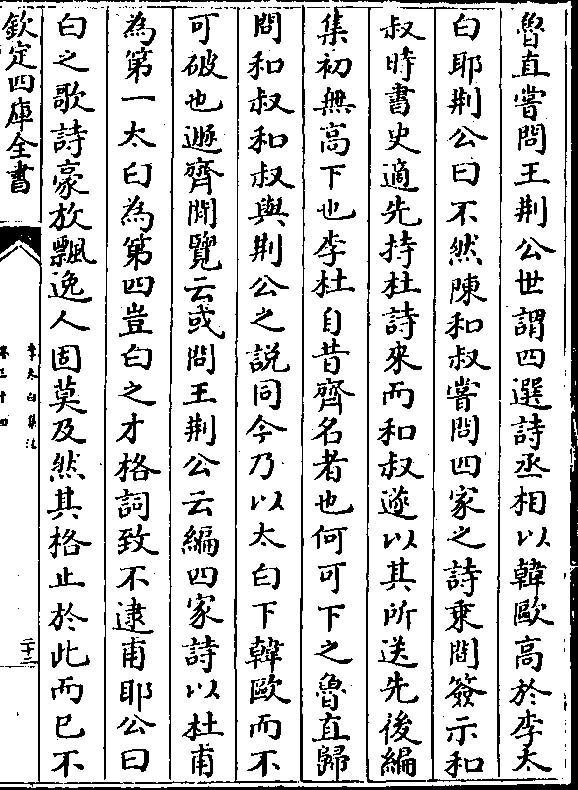 魯直嘗問王荆公世謂四選詩丞相以韓歐高於李太
白耶荆公曰不然陳和叔嘗問四家之詩乗間簽示和
叔時書史適先持杜詩來而和叔遂以其所送先後編
集初無高下也李杜自昔齊名者也何可下之魯直歸
問和叔和叔與荆公之說同今乃以太白下韓歐而不
可破也遯齊閒覽云或問王荆公云編四家詩以杜甫
為第一太白為第四豈白之才格詞致不逮甫耶公曰
白之歌詩豪放飄逸人固莫及然其格止於此而已不
欽定四庫全書
李太白集注
卷三十四
二十三